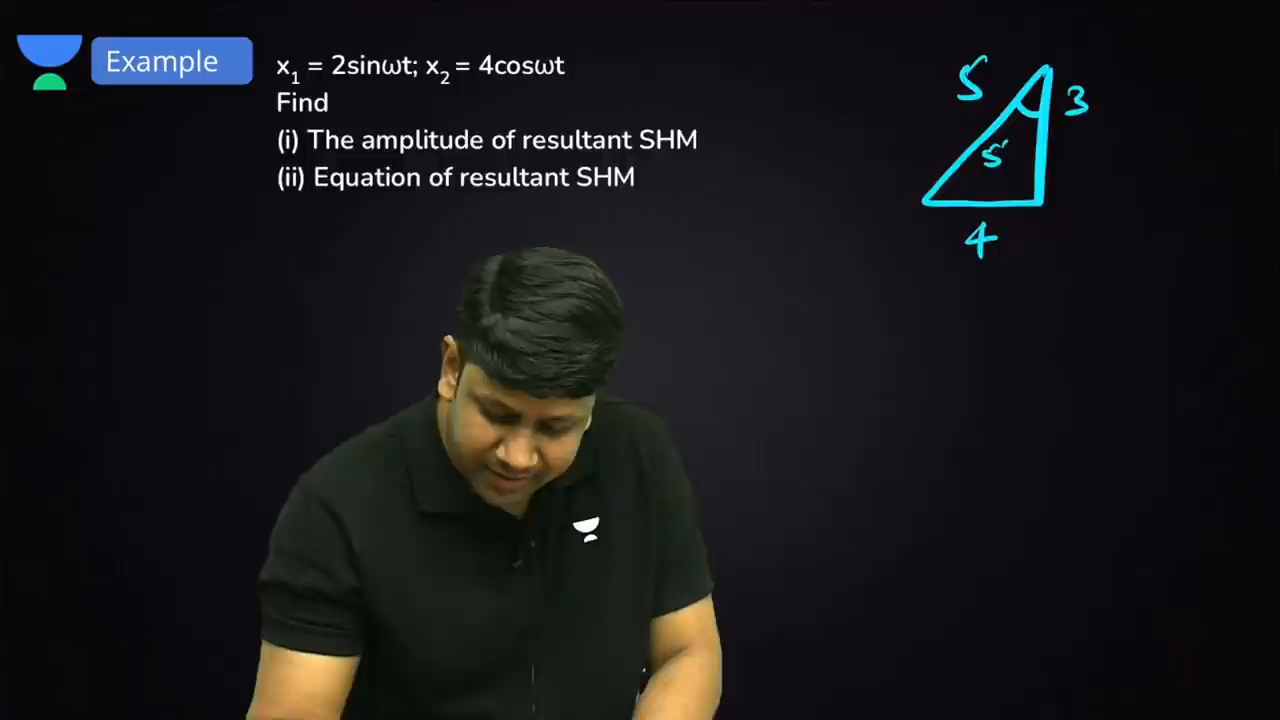 Example
x₁ = 2sinωt; x₂ = 4cosωt
Find
(i) The amplitude of resultant SHM
(ii) Equation of resultant SHM
5
3
5
4